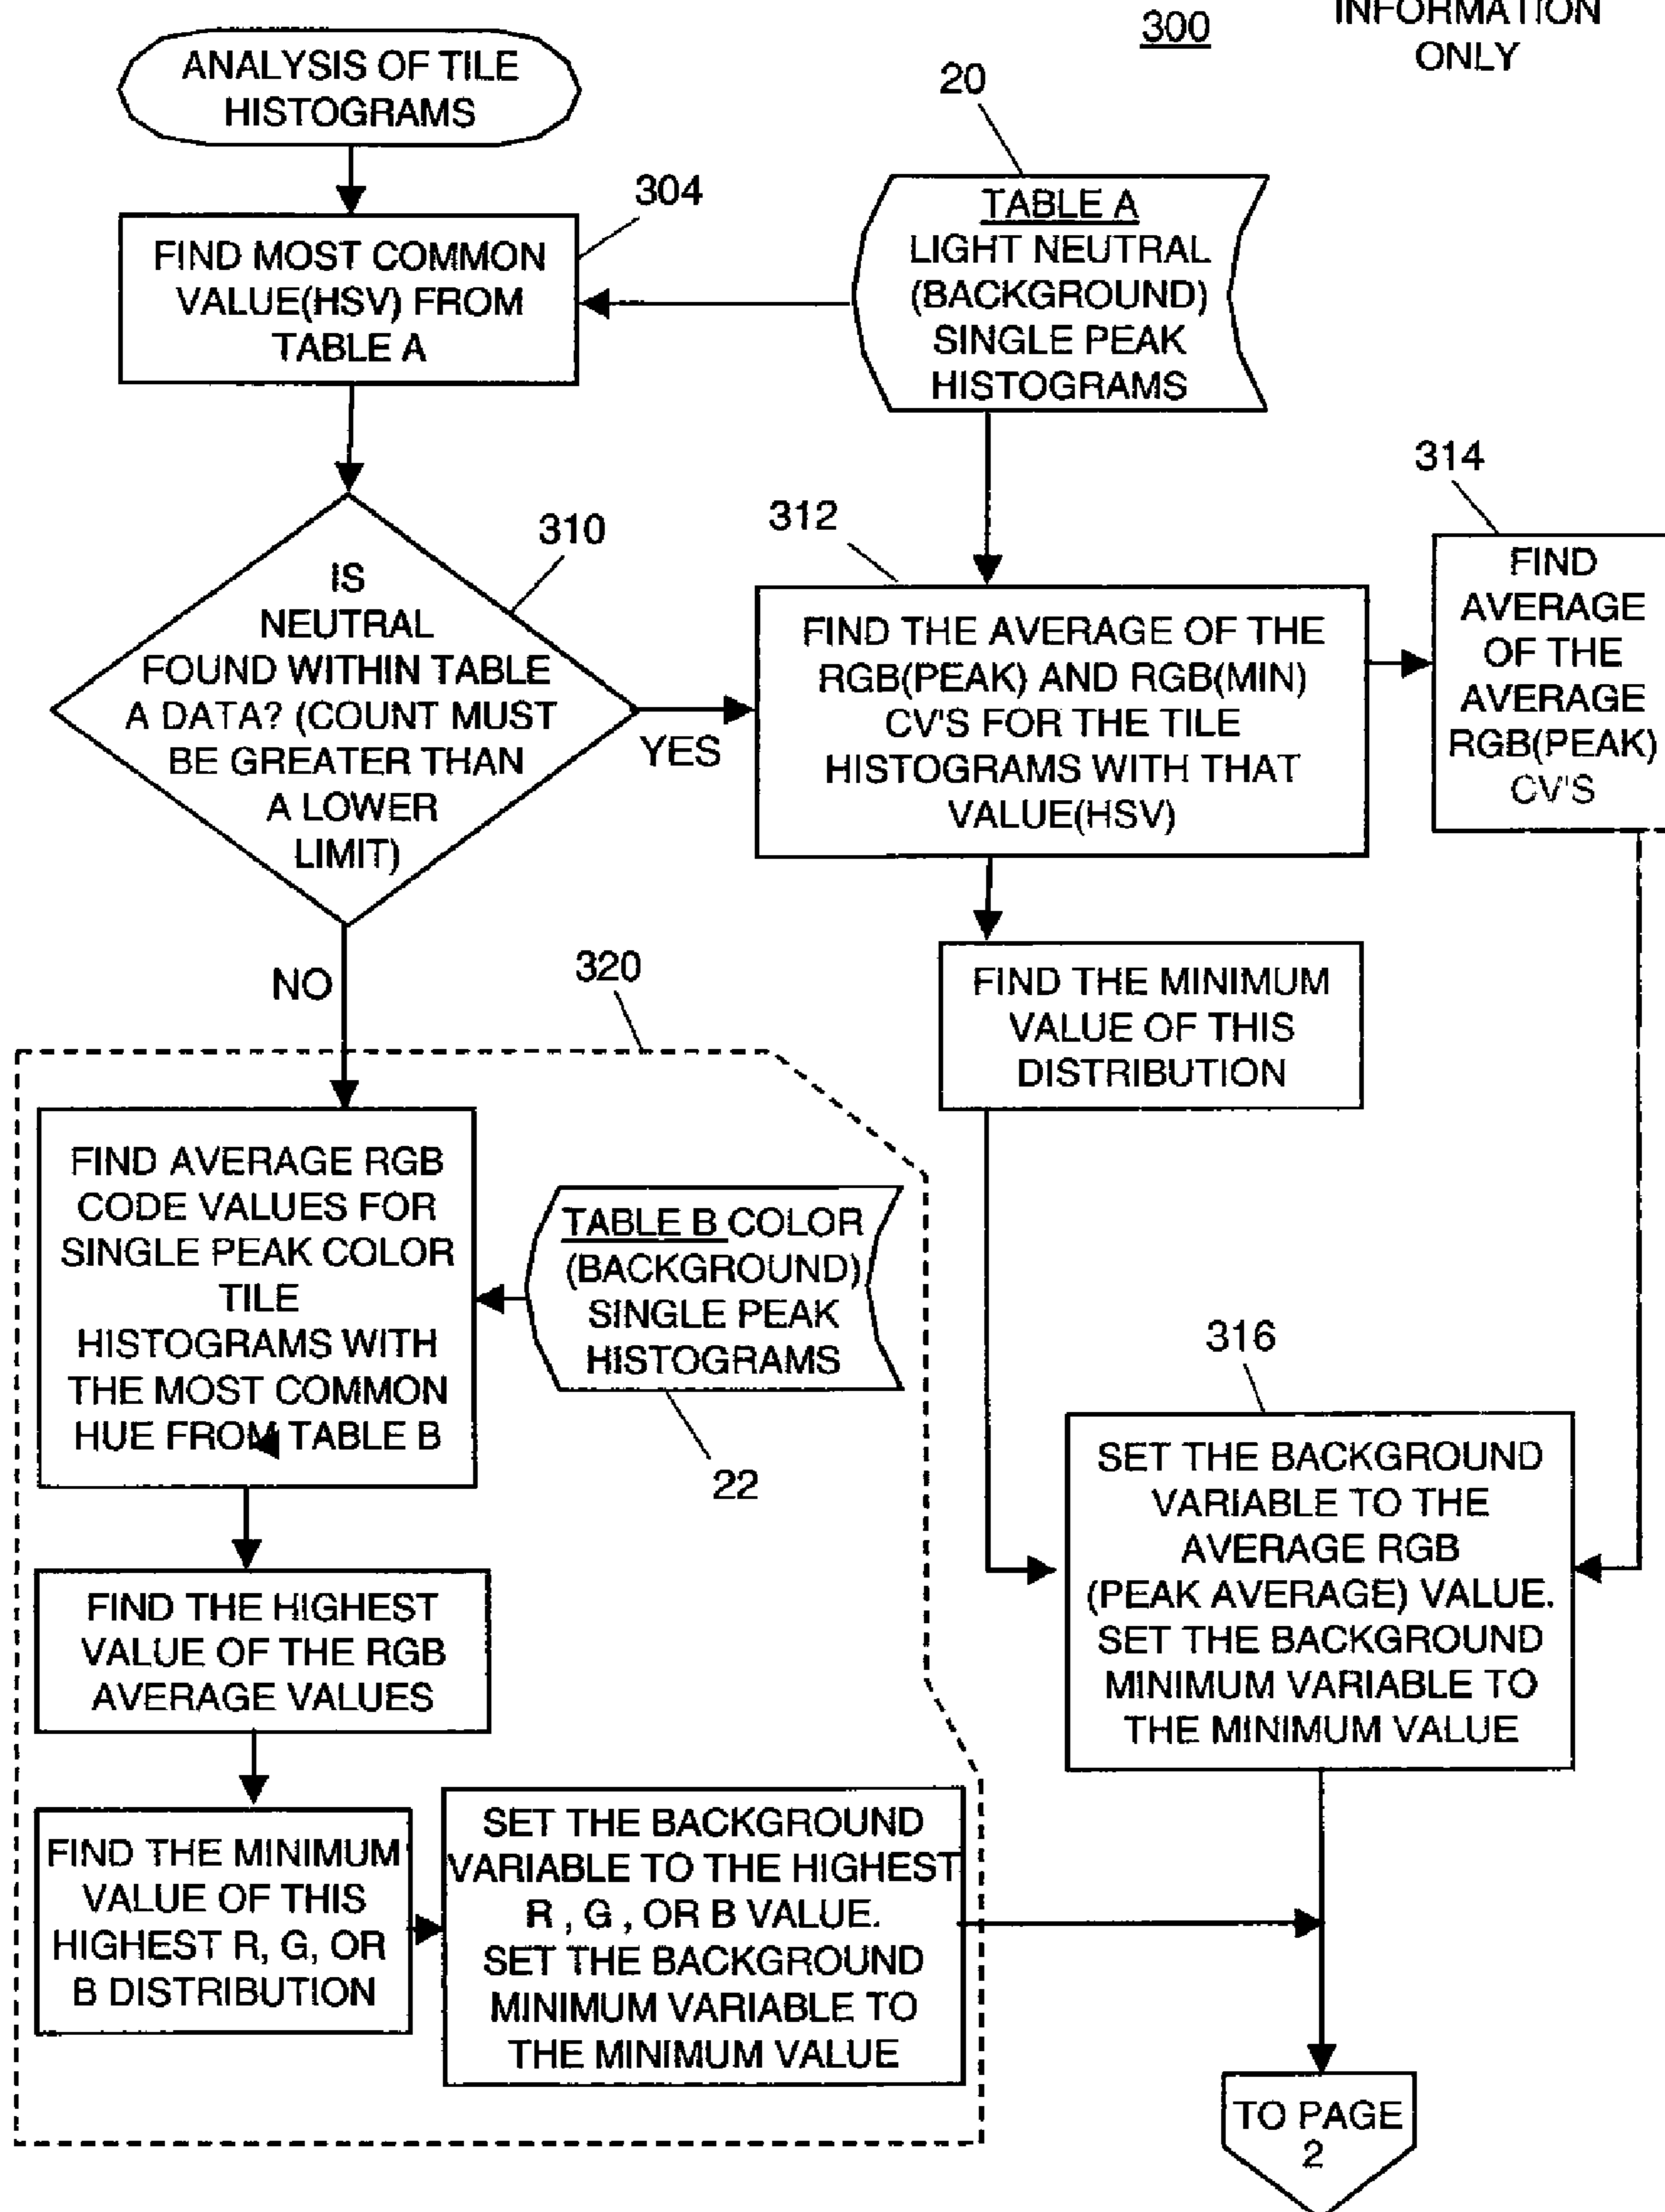 300
INFORMATION
ONLY
ANALYSIS OF TILE
HISTOGRAMS
20
304
FIND MOST COMMON
VALUE(HSV) FROM
TABLE A
TABLE A
LIGHT NEUTRAL
(BACKGROUND)
SINGLE PEAK
HISTOGRAMS
310
IS
NEUTRAL
FOUND WITHIN TABLE
A DATA? (COUNT MUST
BE GREATER THAN
A LOWER
LIMIT)
YES
NO
312
FIND THE AVERAGE OF THE
RGB(PEAK) AND RGB(MIN)
CV'S FOR THE TILE
HISTOGRAMS WITH THAT
VALUE(HSV)
314
FIND
AVERAGE
OF THE
AVERAGE
RGB(PEAK)
CV'S
FIND THE MINIMUM
VALUE OF THIS
DISTRIBUTION
320
FIND AVERAGE RGB
CODE VALUES FOR
SINGLE PEAK COLOR
TILE
HISTOGRAMS WITH
THE MOST COMMON
HUE FROM TABLE B
TABLE B COLOR
(BACKGROUND)
SINGLE PEAK
HISTOGRAMS
22
316
SET THE BACKGROUND
VARIABLE TO THE
AVERAGE RGB
(PEAK AVERAGE) VALUE.
SET THE BACKGROUND
MINIMUM VARIABLE TO
THE MINIMUM VALUE
FIND THE HIGHEST
VALUE OF THE RGB
AVERAGE VALUES
FIND THE MINIMUM
VALUE OF THIS
HIGHEST R, G, OR
B DISTRIBUTION
SET THE BACKGROUND
VARIABLE TO THE HIGHEST
R , G , OR B VALUE.
SET THE BACKGROUND
MINIMUM VARIABLE TO
THE MINIMUM VALUE
TO PAGE
2